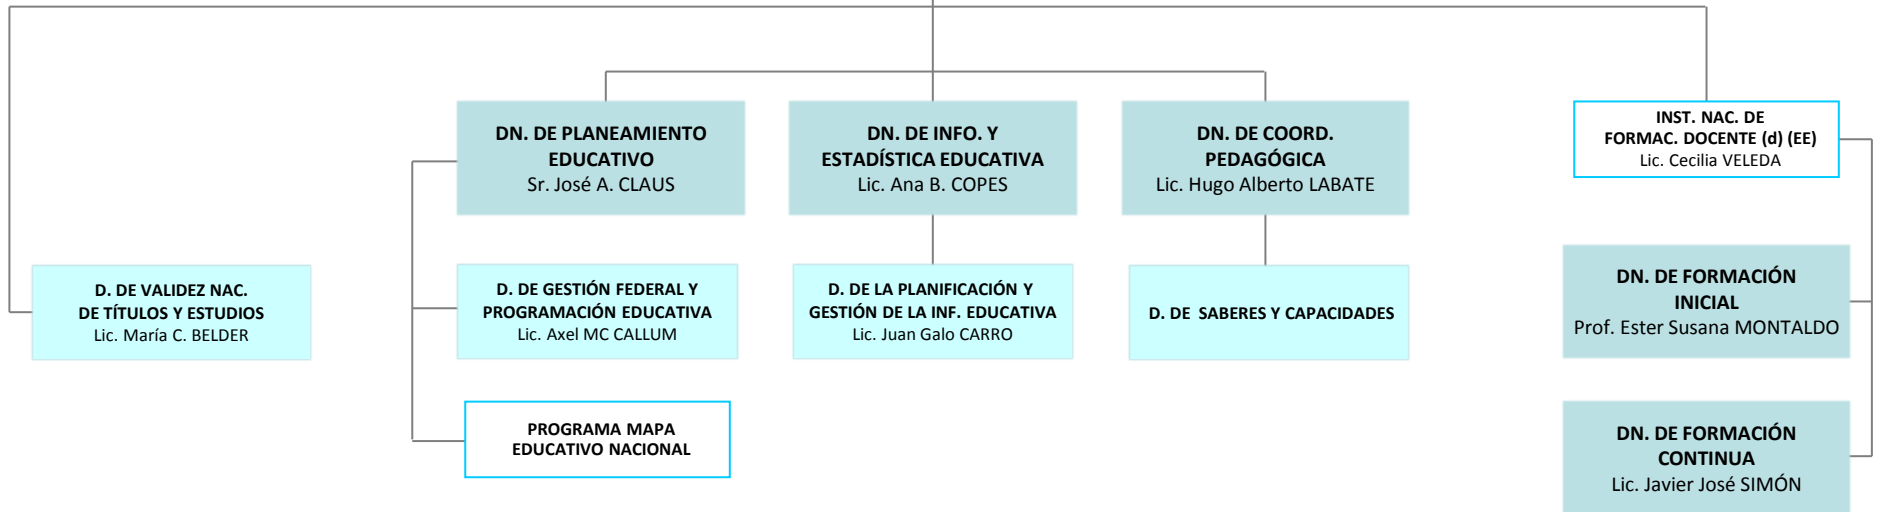 DN. DE PLANEAMIENTO
EDUCATIVO
Sr. José A. CLAUS
DN. DE INFO. Y
ESTADÍSTICA EDUCATIVA
Lic. Ana B. COPES
DN. DE COORD.
PEDAGÓGICA
Lic. Hugo Alberto LABATE
INST. NAC. DE
FORMAC. DOCENTE (d) (EE)
Lic. Cecilia VELEDA
D. DE VALIDEZ NAC.
DE TÍTULOS Y ESTUDIOS
Lic. María C. BELDER
D. DE GESTIÓN FEDERAL Y
PROGRAMACIÓN EDUCATIVA
Lic. Axel MC CALLUM
D. DE LA PLANIFICACIÓN Y
GESTIÓN DE LA INF. EDUCATIVA
Lic. Juan Galo CARRO
D. DE SABERES Y CAPACIDADES
DN. DE FORMACIÓN
INICIAL
Prof. Ester Susana MONTALDO
PROGRAMA MAPA
EDUCATIVO NACIONAL
DN. DE FORMACIÓN
CONTINUA
Lic. Javier José SIMÓN